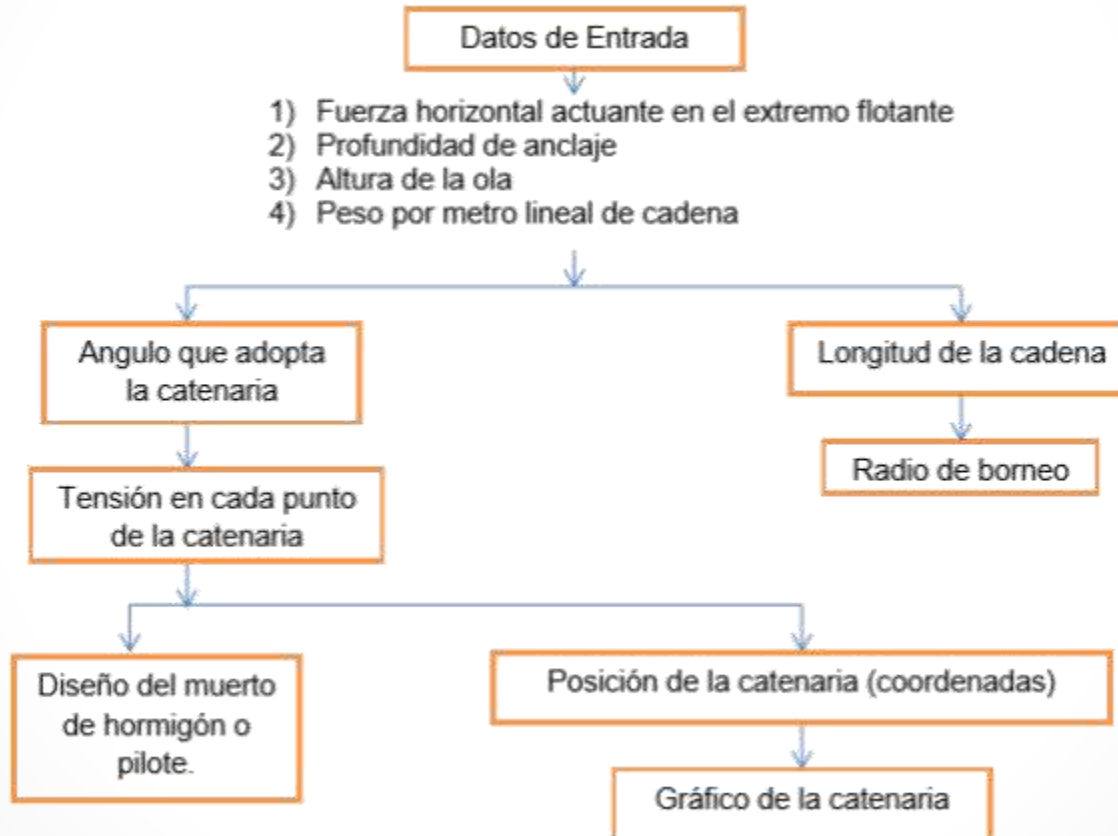 Datos de Entrada
1) Fuerza horizontal actuante en el extremo flotante
2) Profundidad de anclaje
3) Altura de la ola
4) Peso por metro lineal de cadena
Angulo que adopta
la catenaria
Longitud de la cadena
Tensión en cada punto
de la catenaria
Radio de borneo
Diseño del muerto
de hormigón o
pilote.
Posición de la catenaria (coordenadas)
Gráfico de la catenaria